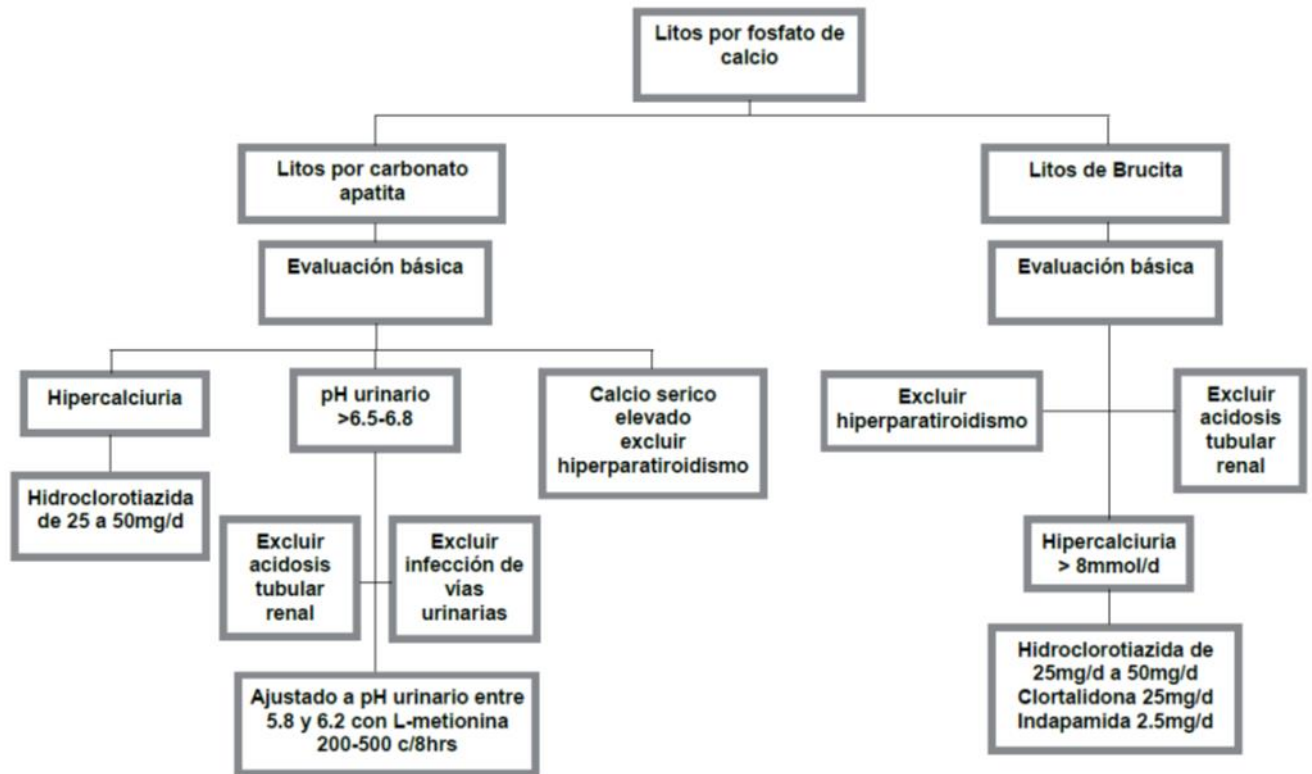 Litos por fosfato de
calcio
Litos por carbonato
apatita
Evaluación básica
Hipercalciuria
Hidroclorotiazida
de 25 a 50mg/d
pH urinario
>6.5-6.8
Excluir
acidosis
tubular
renal
Excluir
infección de
vías
urinarias
Ajustado a pH urinario entre
5.8 y 6.2 con L-metionina
200-500 c/8hrs
Calcio serico
elevado
excluir
hiperparatiroidismo
Litos de Brucita
Evaluación básica
Excluir
hiperparatiroidismo
Excluir
acidosis
tubular
renal
Hipercalciuria
> 8mmol/d
Hidroclorotiazida de
25mg/d a 50mg/d
Clortalidona 25mg/d
Indapamida 2.5mg/d